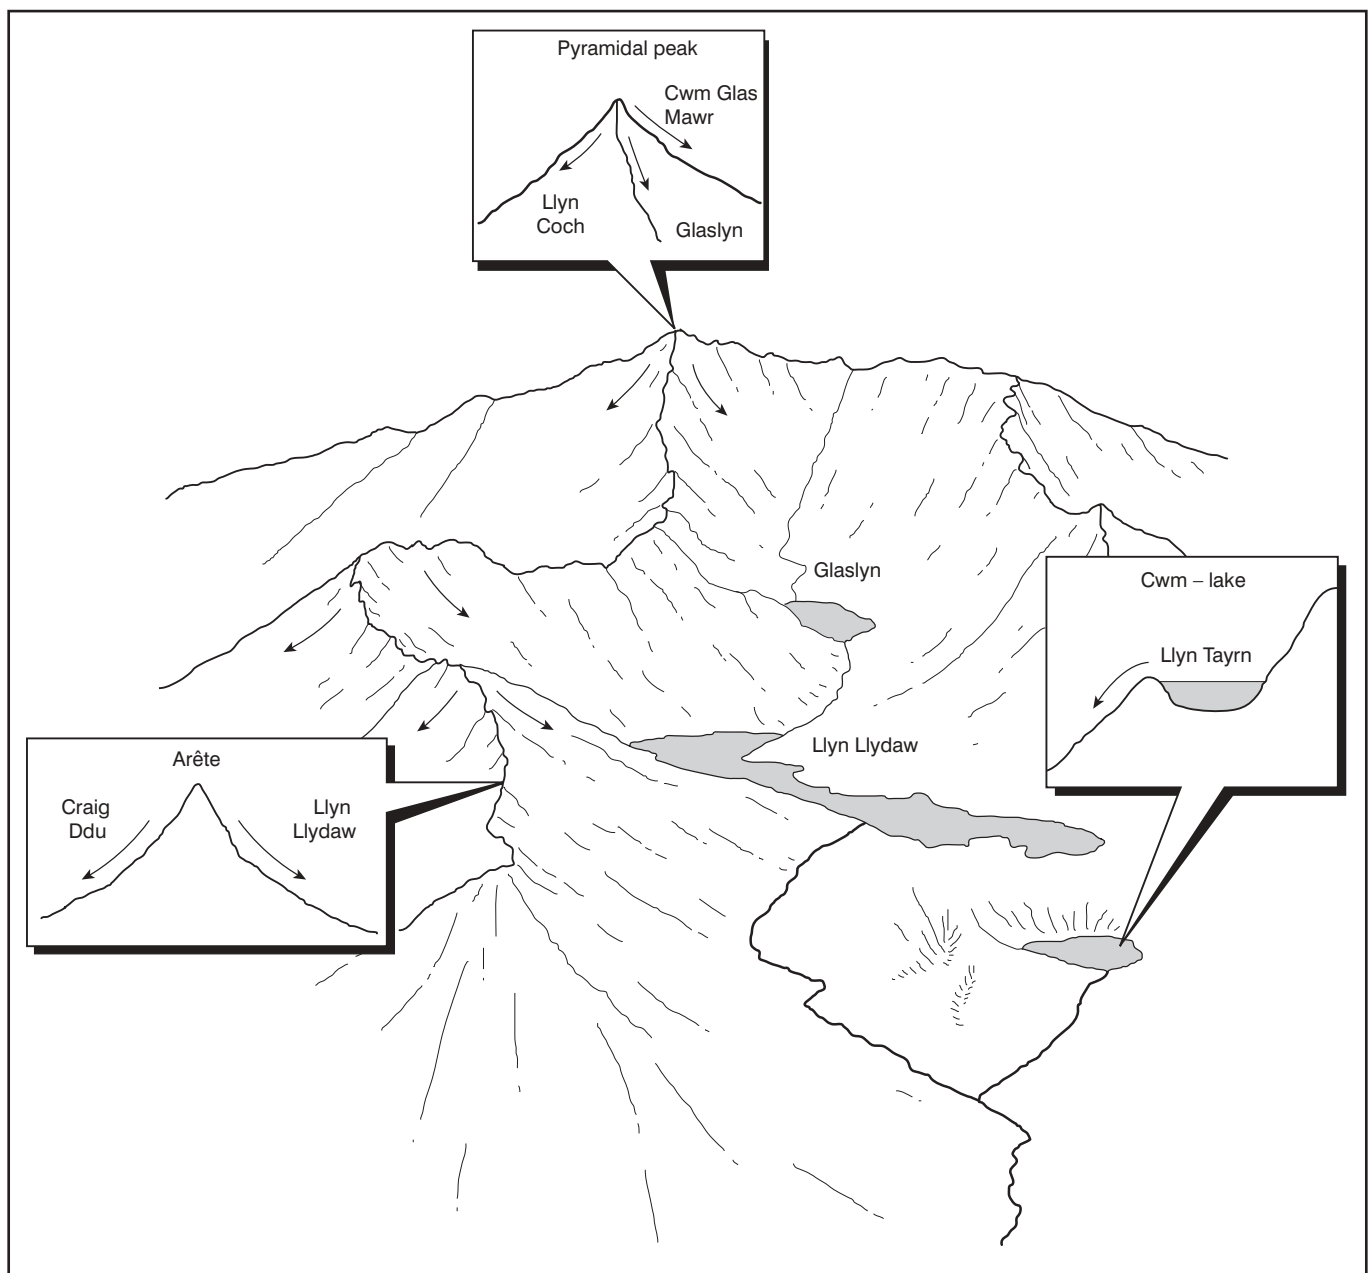 Pyramidal peak
Cwm Glas
Mawr
Llyn
Coch
Glaslyn
Glaslyn
Cwm – lake
Llyn Tayrn
Llyn Llydaw
Arête
Craig
Ddu
Llyn
Llydaw